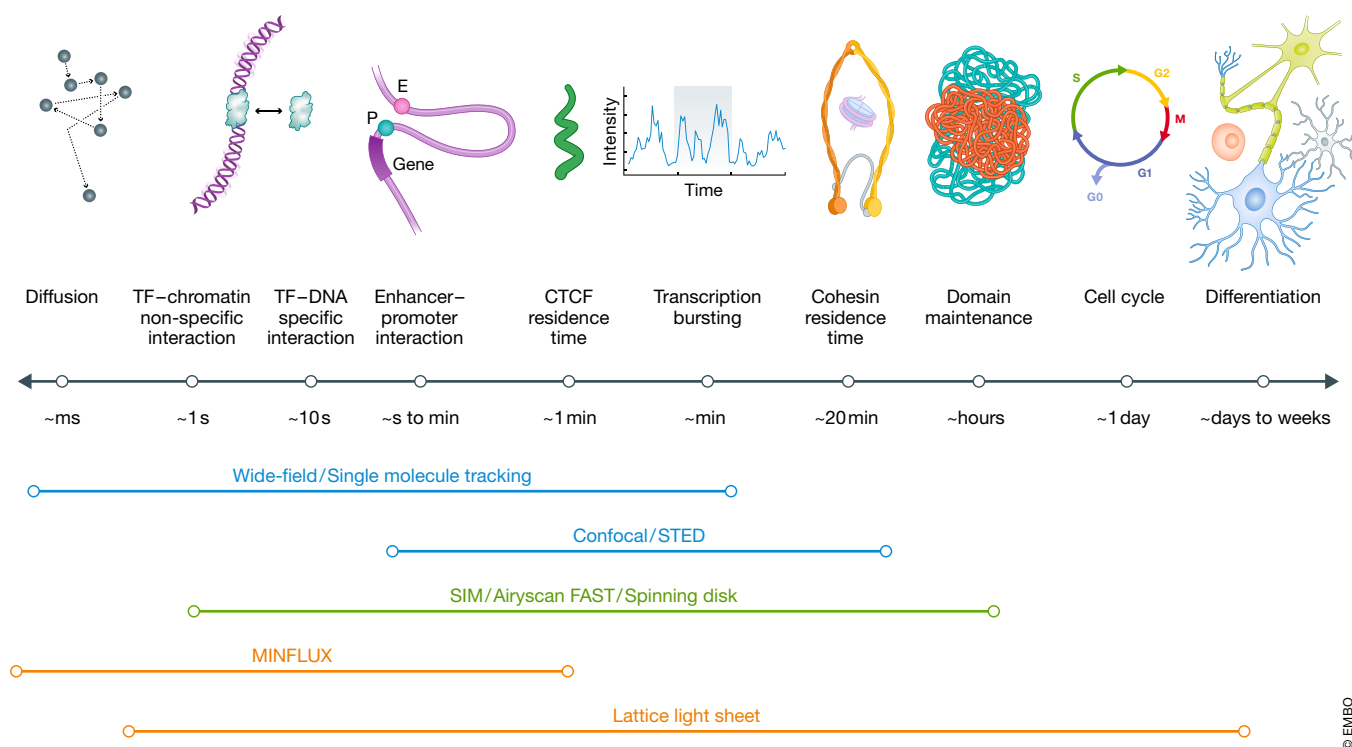 E
P
Gene
Intensity
Time
S
G2
M
G1
G0
Diffusion
TF–chromatin
non-specific
interaction
TF–DNA
specific
interaction
Enhancer–
promoter
interaction
CTCF
residence
time
Transcription
bursting
Cohesin
residence
time
Domain
maintenance
Cell cycle
Differentiation
~ms
~1 s
~10 s
~s to min
~1 min
~min
~20 min
~hours
~1 day
~days to weeks
Wide-field/Single molecule tracking
Confocal/STED
SIM/Airyscan FAST/Spinning disk
MINFLUX
Lattice light sheet
© EMBO